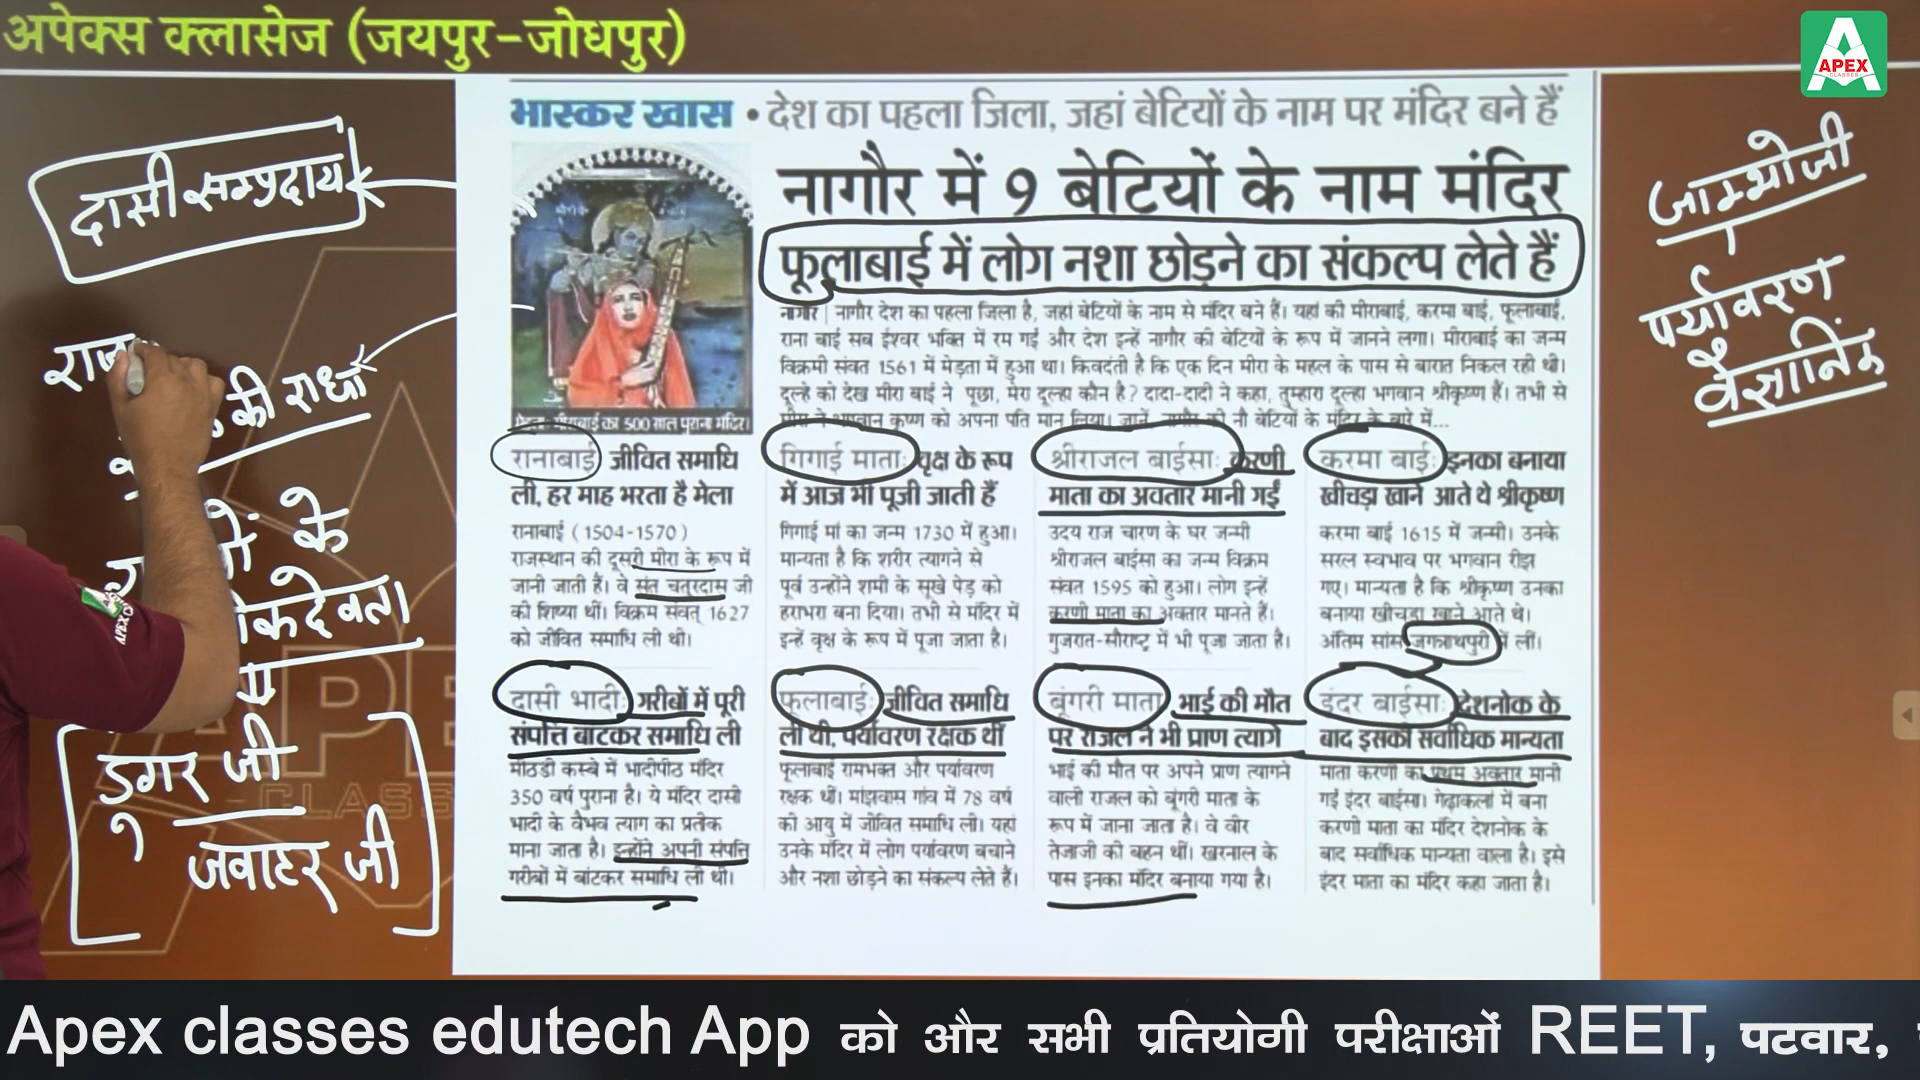 अपेक्स क्लासेज (जयपुर-जोधपुर)
APEX
CLASSES
दासी सम्प्रदाय
राज
की राधा
के
देवता
स
डुगर जी
जवाहर जी
भास्कर खास • देश का पहला जिला, जहां बेटियों के नाम पर मंदिर बने हैं
नागौर में 9 बेटियों के नाम मंदिर
फूलाबाई में लोग नशा छोड़ने का संकल्प लेते हैं
नागौर | नागौर देश का पहला जिला है, जहां बेटियों के नाम से मंदिर बने हैं। यहां की मीराबाई, करमा बाई, फूलाबाई,
राना बाई सब ईश्वर भक्ति में रम गई और देश इन्हें नागौर की बेटियों के रूप में जानने लगा। मीराबाई का जन्म
विक्रमी संवत 1561 में मेड़ता में हुआ था। किवदंती है कि एक दिन मीरा के महल के पास से बारात निकल रही थी।
दूल्हे को देख मीरा बाई ने पूछा, मेरा दूल्हा कौन है? दादा-दादी ने कहा, तुम्हारा दूल्हा भगवान श्रीकृष्ण हैं। तभी से
मीरा ने भगवान कृष्ण को अपना पति मान लिया। जानें, नागौर की नौ बेटियों के मंदिर के बारे में...
मीराबाई का 500 साल पुराना मंदिर।
रानाबाई जीवित समाधि
ली, हर माह भरता है मेला
रानाबाई (1504-1570)
राजस्थान की दूसरी मीरा के रूप में
जानी जाती हैं। वे संत चतुरदास जी
की शिष्या थीं। विक्रम संवत् 1627
को जीवित समाधि ली थी।
गिगाई माता: वृक्ष के रूप
में आज भी पूजी जाती हैं
गिगाई मां का जन्म 1730 में हुआ।
मान्यता है कि शरीर त्यागने से
पूर्व उन्होंने शमी के सूखे पेड़ को
हराभरा बना दिया। तभी से मंदिर में
इन्हें वृक्ष के रूप में पूजा जाता है।
श्रीराजल बाईसा: करणी
माता का अवतार मानी गईं
उदय राज चारण के घर जन्मी
श्रीराजल बाईसा का जन्म विक्रम
संवत 1595 को हुआ। लोग इन्हें
करणी माता का अवतार मानते हैं।
गुजरात-सौराष्ट्र में भी पूजा जाता है।
करमा बाई: इनका बनाया
खीचड़ा खाने आते थे श्रीकृष्ण
करमा बाई 1615 में जन्मी। उनके
सरल स्वभाव पर भगवान रीझ
गए। मान्यता है कि श्रीकृष्ण उनका
बनाया खीचड़ा खाने आते थे।
अंतिम सांस जगन्नाथपुरी में लीं।
दासी भादी: गरीबों में पूरी
संपत्ति बांटकर समाधि ली
मोठडी कस्बे में भादीपीठ मंदिर
350 वर्ष पुराना है। ये मंदिर दासी
भादी के वैभव त्याग का प्रतीक
माना जाता है। इन्होंने अपनी संपत्ति
गरीबों में बांटकर समाधि ली थी।
फूलाबाई: जीवित समाधि
ली थी, पर्यावरण रक्षक थीं
फूलाबाई रामभक्त और पर्यावरण
रक्षक थीं। मांझवास गांव में 78 वर्ष
की आयु में जीवित समाधि ली। यहां
उनके मंदिर में लोग पर्यावरण बचाने
और नशा छोड़ने का संकल्प लेते हैं।
बूंगरी माता भाई की मौत
पर राजल ने भी प्राण त्यागे
भाई की मौत पर अपने प्राण त्यागने
वाली राजल को बूंगरी माता के
रूप में जाना जाता है। वे वीर
तेजाजी की बहन थीं। खरनाल के
पास इनका मंदिर बनाया गया है।
इंदर बाईसा: देशनोक के
बाद इसकी सर्वाधिक मान्यता
माता करणी का प्रथम अवतार मानी
गईं इंदर बाईसा। गेढ़ाकलां में बना
करणी माता का मंदिर देशनोक के
बाद सर्वाधिक मान्यता वाला है। इसे
इंदर माता का मंदिर कहा जाता है।
जाम्भोजी
पर्यावरण
वैज्ञानिक
Apex classes edutech App को और सभी प्रतियोगी परीक्षाओं REET, पटवार,